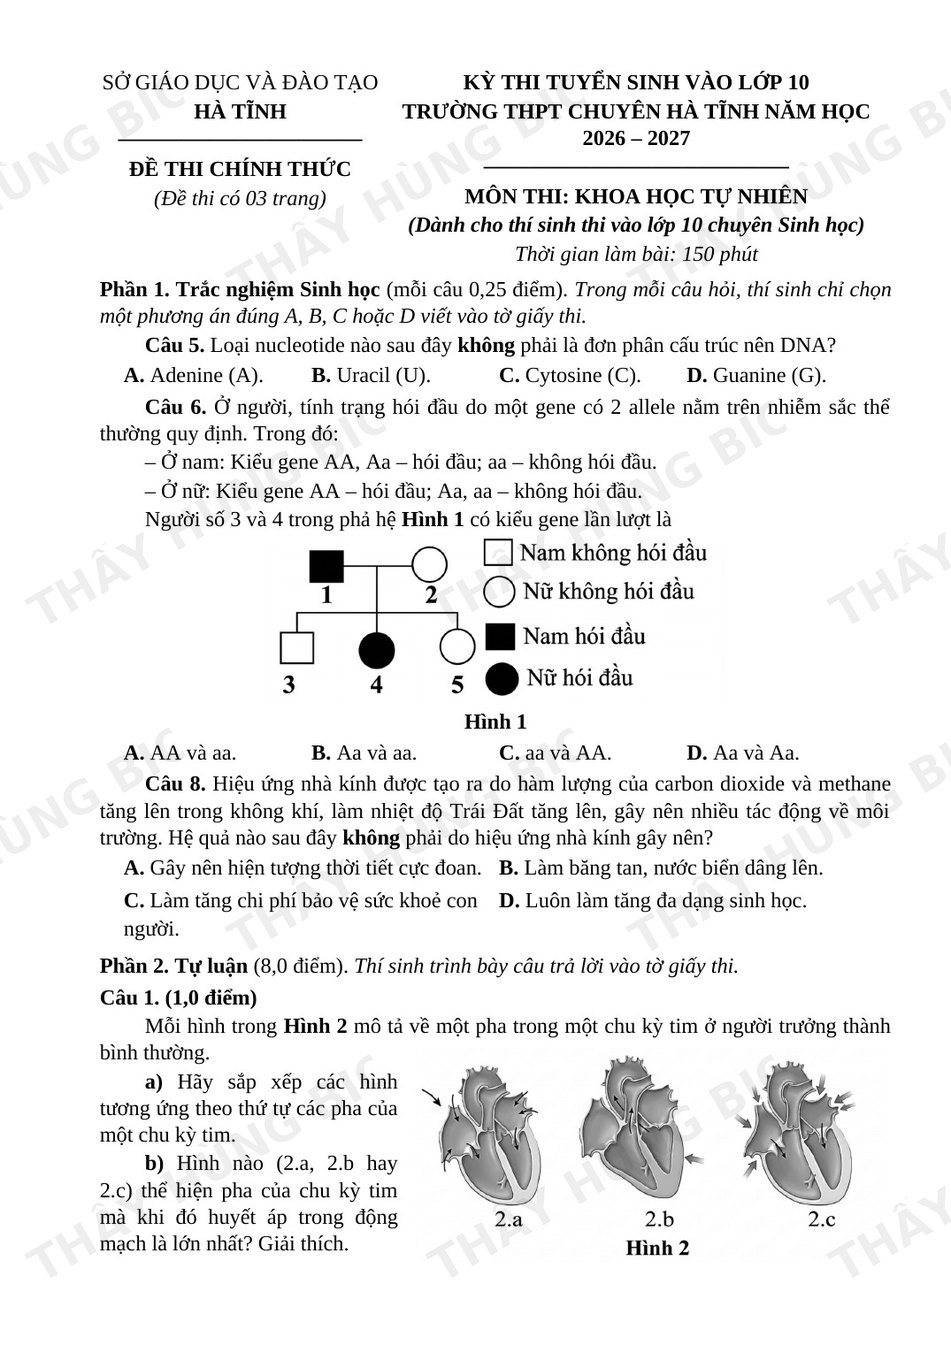 SỞ GIÁO DỤC VÀ ĐÀO TẠO
HÀ TĨNH
ĐỀ THI CHÍNH THỨC
(Đề thi có 03 trang)
KỲ THI TUYỂN SINH VÀO LỚP 10
TRƯỜNG THPT CHUYÊN HÀ TĨNH NĂM HỌC
2026 – 2027
MÔN THI: KHOA HỌC TỰ NHIÊN
(Dành cho thí sinh thi vào lớp 10 chuyên Sinh học)
Thời gian làm bài: 150 phút
Phần 1. Trắc nghiệm Sinh học (mỗi câu 0,25 điểm). Trong mỗi câu hỏi, thí sinh chỉ chọn
một phương án đúng A, B, C hoặc D viết vào tờ giấy thi.
Câu 5. Loại nucleotide nào sau đây không phải là đơn phân cấu trúc nên DNA?
A. Adenine (A). B. Uracil (U). C. Cytosine (C). D. Guanine (G).
Câu 6. Ở người, tính trạng hói đầu do một gene có 2 allele nằm trên nhiễm sắc thể
thường quy định. Trong đó:
– Ở nam: Kiểu gene AA, Aa – hói đầu; aa – không hói đầu.
– Ở nữ: Kiểu gene AA – hói đầu; Aa, aa – không hói đầu.
Người số 3 và 4 trong phả hệ Hình 1 có kiểu gene lần lượt là
Nam không hói đầu
Nữ không hói đầu
1 2
Nam hói đầu
Nữ hói đầu
3 4 5
Hình 1
A. AA và aa. B. Aa và aa. C. aa và AA. D. Aa và Aa.
Câu 8. Hiệu ứng nhà kính được tạo ra do hàm lượng của carbon dioxide và methane
tăng lên trong không khí, làm nhiệt độ Trái Đất tăng lên, gây nên nhiều tác động về môi
trường. Hệ quả nào sau đây không phải do hiệu ứng nhà kính gây nên?
A. Gây nên hiện tượng thời tiết cực đoan. B. Làm băng tan, nước biển dâng lên.
C. Làm tăng chi phí bảo vệ sức khoẻ con D. Luôn làm tăng đa dạng sinh học.
người.
Phần 2. Tự luận (8,0 điểm). Thí sinh trình bày câu trả lời vào tờ giấy thi.
Câu 1. (1,0 điểm)
Mỗi hình trong Hình 2 mô tả về một pha trong một chu kỳ tim ở người trưởng thành
bình thường.
a) Hãy sắp xếp các hình
tương ứng theo thứ tự các pha của
một chu kỳ tim.
b) Hình nào (2.a, 2.b hay
2.c) thể hiện pha của chu kỳ tim
mà khi đó huyết áp trong động
mạch là lớn nhất? Giải thích.
2.a 2.b 2.c
Hình 2
THẦY HÙNG BIO